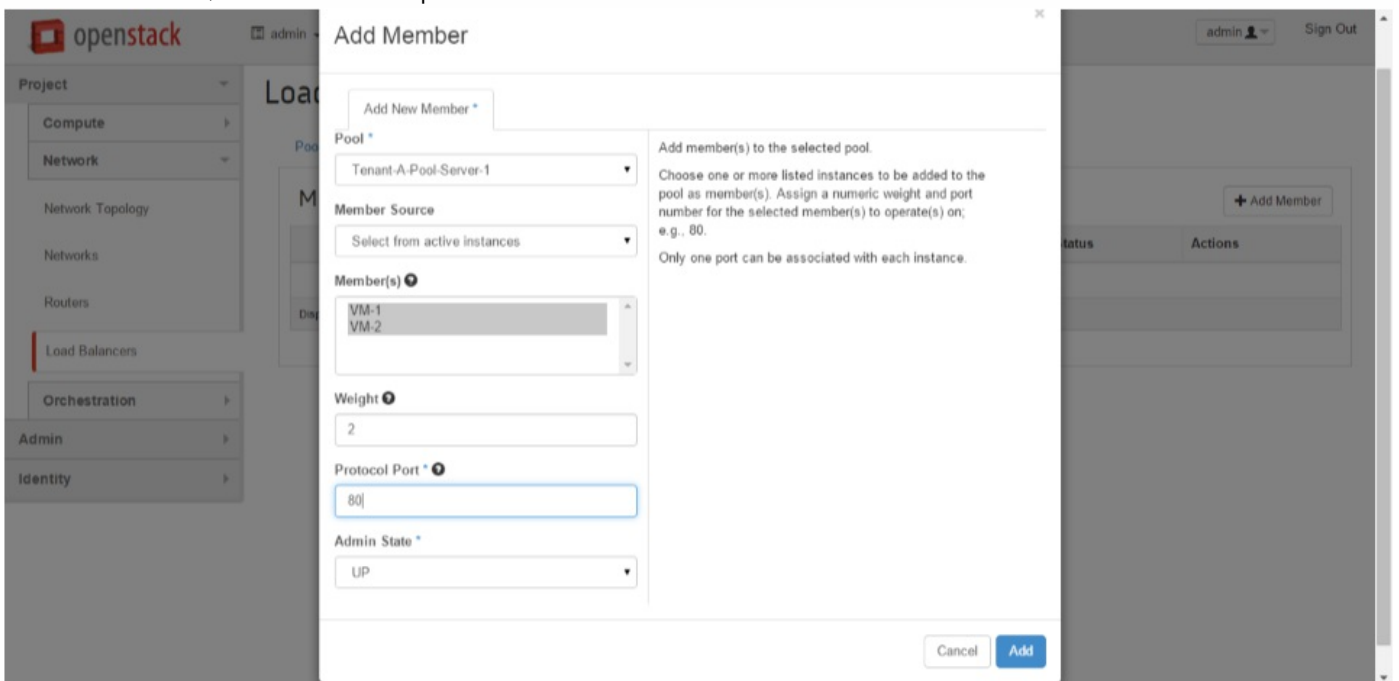 openstack
admin
Add Member
×
admin
Sign Out
Project
Compute
Network
Network Topology
Networks
Routers
Load Balancers
Orchestration
Admin
Identity
Loa
Poo
M
Disp
+ Add Member
tatus
Actions
Add New Member *
Pool *
Tenant-A-Pool-Server-1
Member Source
Select from active instances
Member(s)
VM-1
VM-2
Weight
2
Protocol Port *
80
Admin State *
UP
Add member(s) to the selected pool.
Choose one or more listed instances to be added to the
pool as member(s). Assign a numeric weight and port
number for the selected member(s) to operate(s) on;
e.g., 80.
Only one port can be associated with each instance.
Cancel
Add